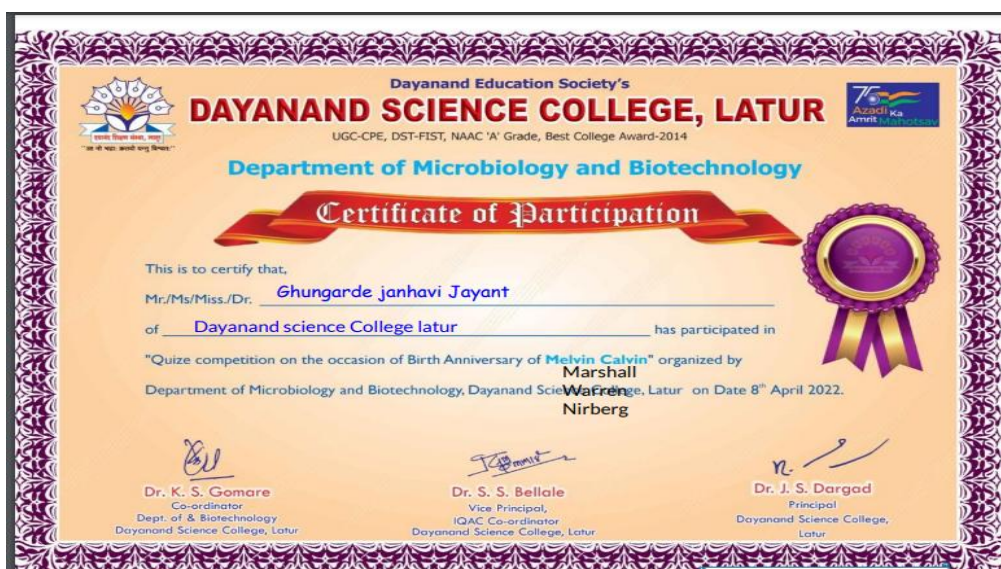 Dayanand Education Society's
DAYANAND SCIENCE COLLEGE, LATUR
UGC-CPE, DST-FIST, NAAC 'A' Grade, Best College Award-2014
75
Azadi Ka
Amrit Mahotsav
Department of Microbiology and Biotechnology
Certificate of Participation
This is to certify that,
Mr./Ms/Miss./Dr. Ghungarde janhavi Jayant
of Dayanand science College latur has participated in
"Quize competition on the occasion of Birth Anniversary of Melvin Calvin" organized by
Marshall
Department of Microbiology and Biotechnology, Dayanand Science College, Latur on Date 8th April 2022.
Warren
Nirberg
Dr. K. S. Gomare
Co-ordinator
Dept. of & Biotechnology
Dayanand Science College, Latur
Dr. S. S. Bellale
Vice Principal,
IQAC Co-ordinator
Dayanand Science College, Latur
Dr. J. S. Dargad
Principal
Dayanand Science College,
Latur